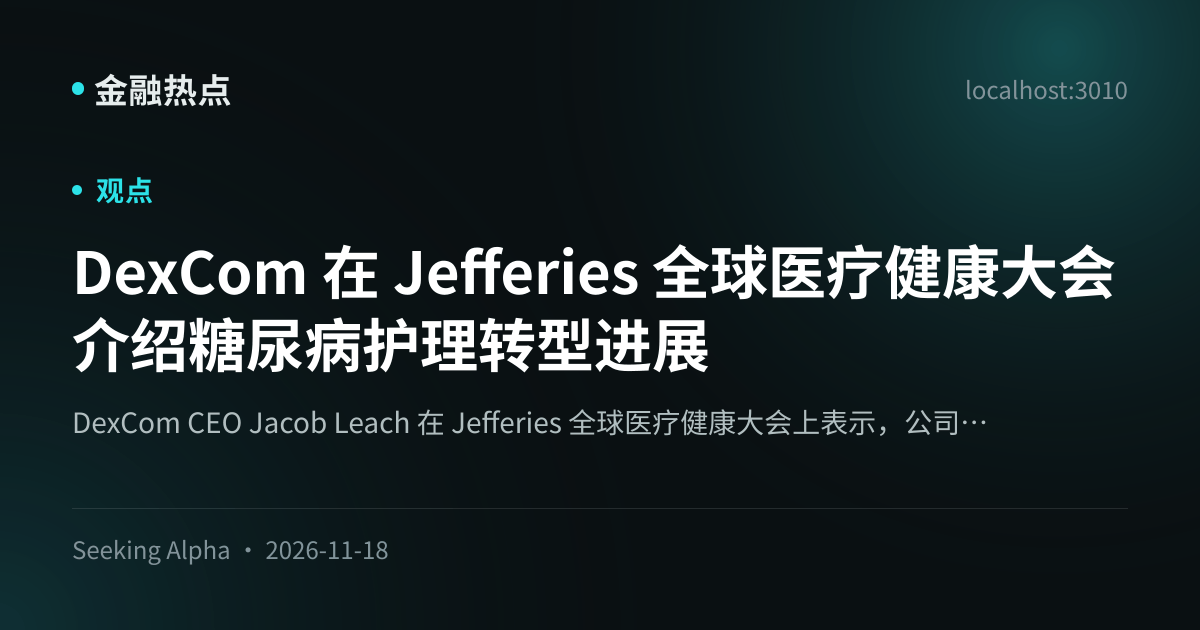 金融热点
localhost:3010
观点
DexCom 在 Jefferies 全球医疗健康大会
介绍糖尿病护理转型进展
DexCom CEO Jacob Leach 在 Jefferies 全球医疗健康大会上表示，公司…
Seeking Alpha · 2026-11-18